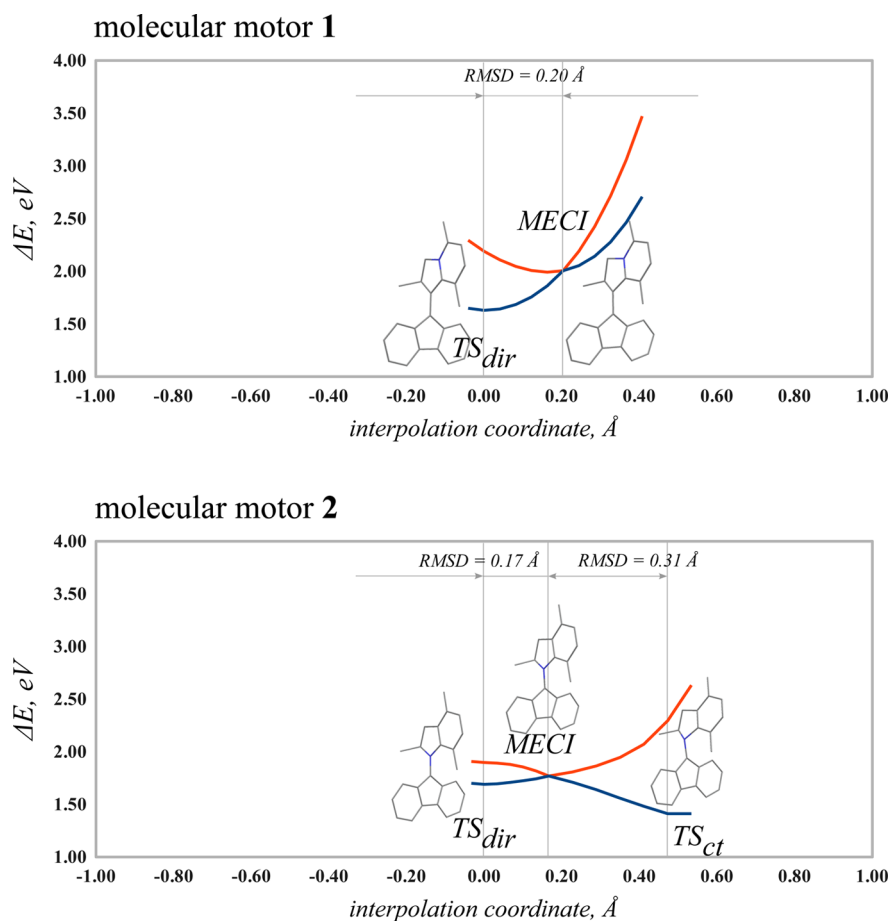 molecular motor 1
4.00
RMSD = 0.20 Å
3.50
3.00
2.50
MECI
2.00
1.50
TSdir
1.00
ΔE, eV
-1.00 -0.80 -0.60 -0.40 -0.20 0.00 0.20 0.40 0.60 0.80 1.00
interpolation coordinate, Å
molecular motor 2
4.00
RMSD = 0.17 Å RMSD = 0.31 Å
3.50
3.00
2.50
2.00
MECI
1.50
TSdir TSct
1.00
ΔE, eV
-1.00 -0.80 -0.60 -0.40 -0.20 0.00 0.20 0.40 0.60 0.80 1.00
interpolation coordinate, Å